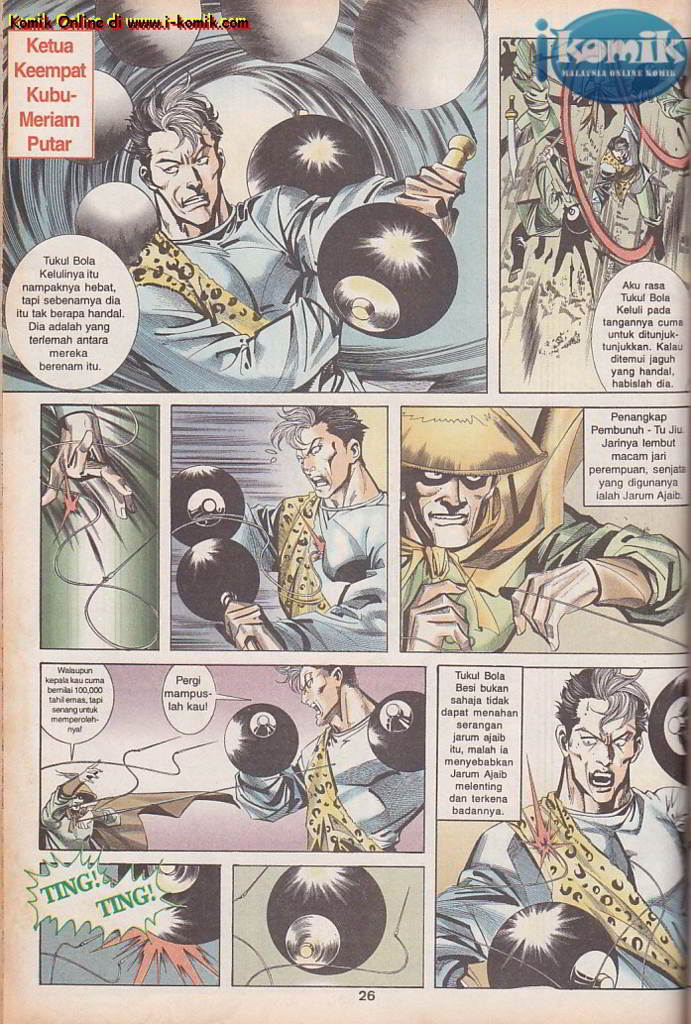 Komik Online di www.i-komik.com
ikomik
MALAYSIA ONLINE KOMIK
Ketua
Keempat
Kubu-
Meriam
Putar
Tukul Bola
Kelulinya itu
nampaknya hebat,
tapi sebenarnya dia
itu tak berapa handal.
Dia adalah yang
terlemah antara
mereka
berenam itu.
Aku rasa
Tukul Bola
Keluli pada
tangannya cuma
untuk ditunjuk-
tunjukkan. Kalau
ditemui jaguh
yang handal,
habislah dia.
Penangkap
Pembunuh - Tu Jiu.
Jarinya lembut
macam jari
perempuan, senjata
yang digunanya
ialah Jarum Ajaib.
Walaupun
kepala kau cuma
bernilai 100,000
tahil emas, tapi
senang untuk
memperoleh-
nya!
Pergi
mampus-
lah kau!
Tukul Bola
Besi bukan
sahaja tidak
dapat menahan
serangan
jarum ajaib
itu, malah ia
menyebabkan
Jarum Ajaib
melenting
dan terkena
badannya.
TING!
TING!
26